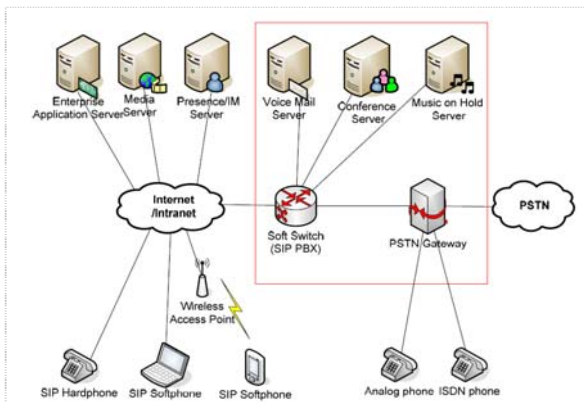 Enterprise
Application Server
Media
Server
Presence/IM
Server
Voice Mail
Server
Conference
Server
Music on Hold
Server
Internet
/Intranet
Soft Switch
(SIP PBX)
PSTN Gateway
PSTN
Wireless
Access Point
SIP Hardphone
SIP Softphone
SIP Softphone
Analog phone
ISDN phone